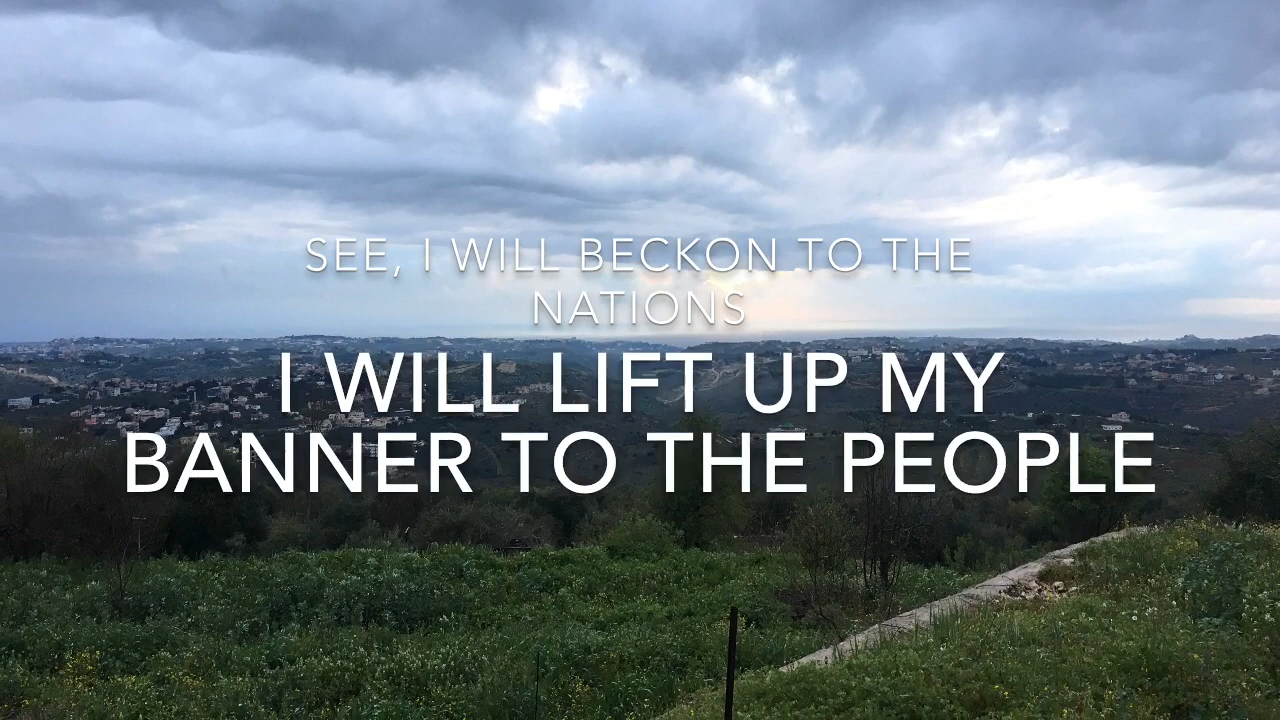 SEE, I WILL BECKON TO THE
NATIONS
I WILL LIFT UP MY
BANNER TO THE PEOPLE